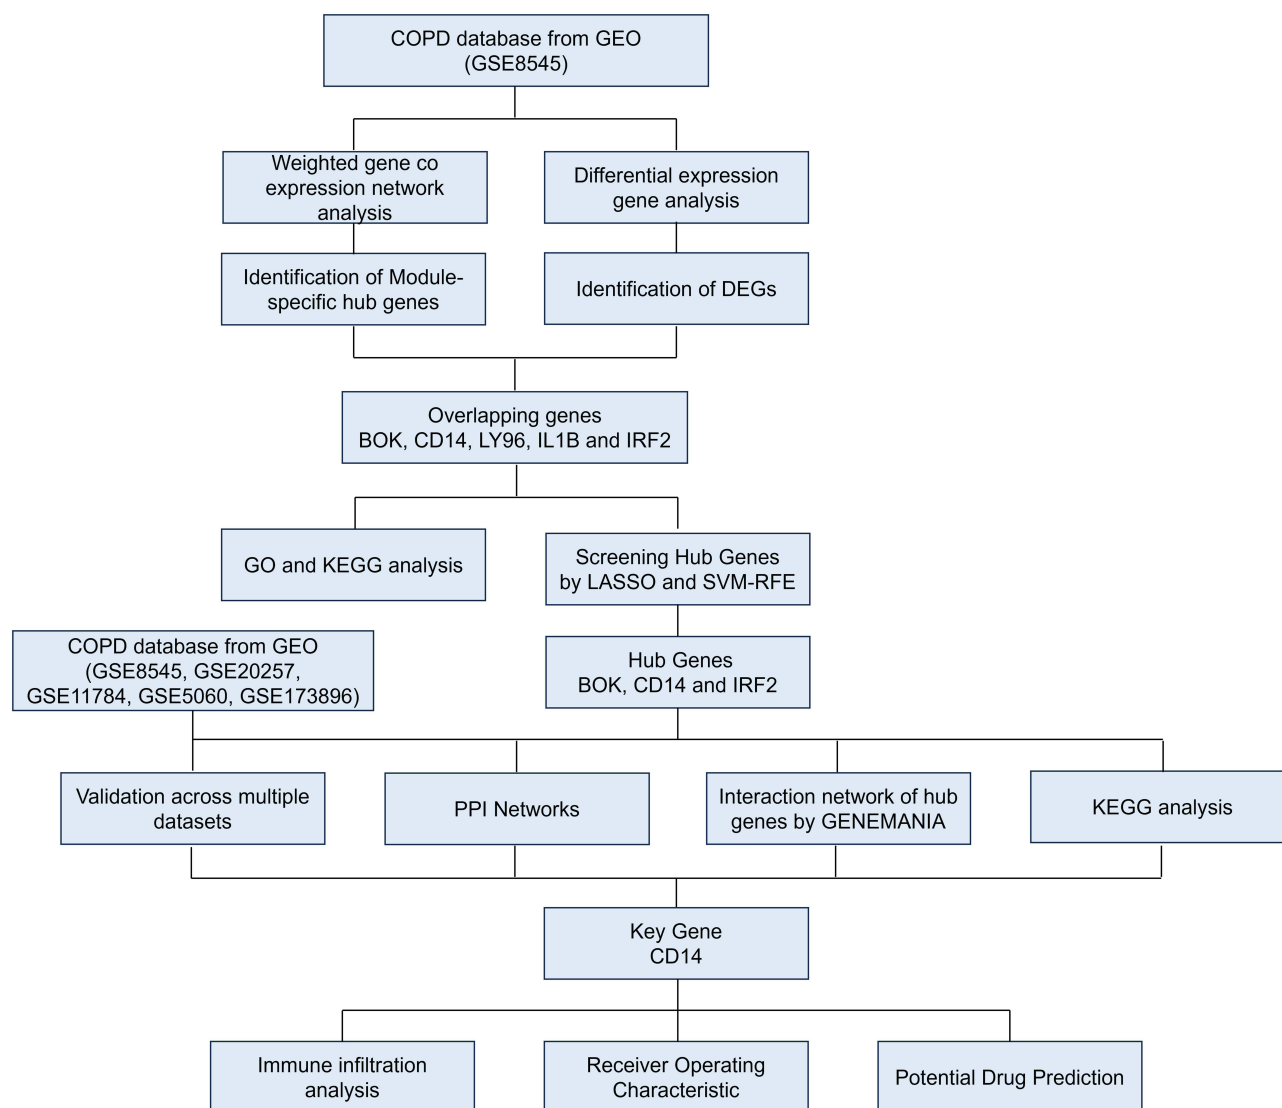 COPD database from GEO
(GSE8545)
Weighted gene co
expression network
analysis
Differential expression
gene analysis
Identification of Module-
specific hub genes
Identification of DEGs
Overlapping genes
BOK, CD14, LY96, IL1B and IRF2
GO and KEGG analysis
Screening Hub Genes
by LASSO and SVM-RFE
COPD database from GEO
(GSE8545, GSE20257,
GSE11784, GSE5060, GSE173896)
Hub Genes
BOK, CD14 and IRF2
Validation across multiple
datasets
PPI Networks
Interaction network of hub
genes by GENEMANIA
KEGG analysis
Key Gene
CD14
Immune infiltration
analysis
Receiver Operating
Characteristic
Potential Drug Prediction